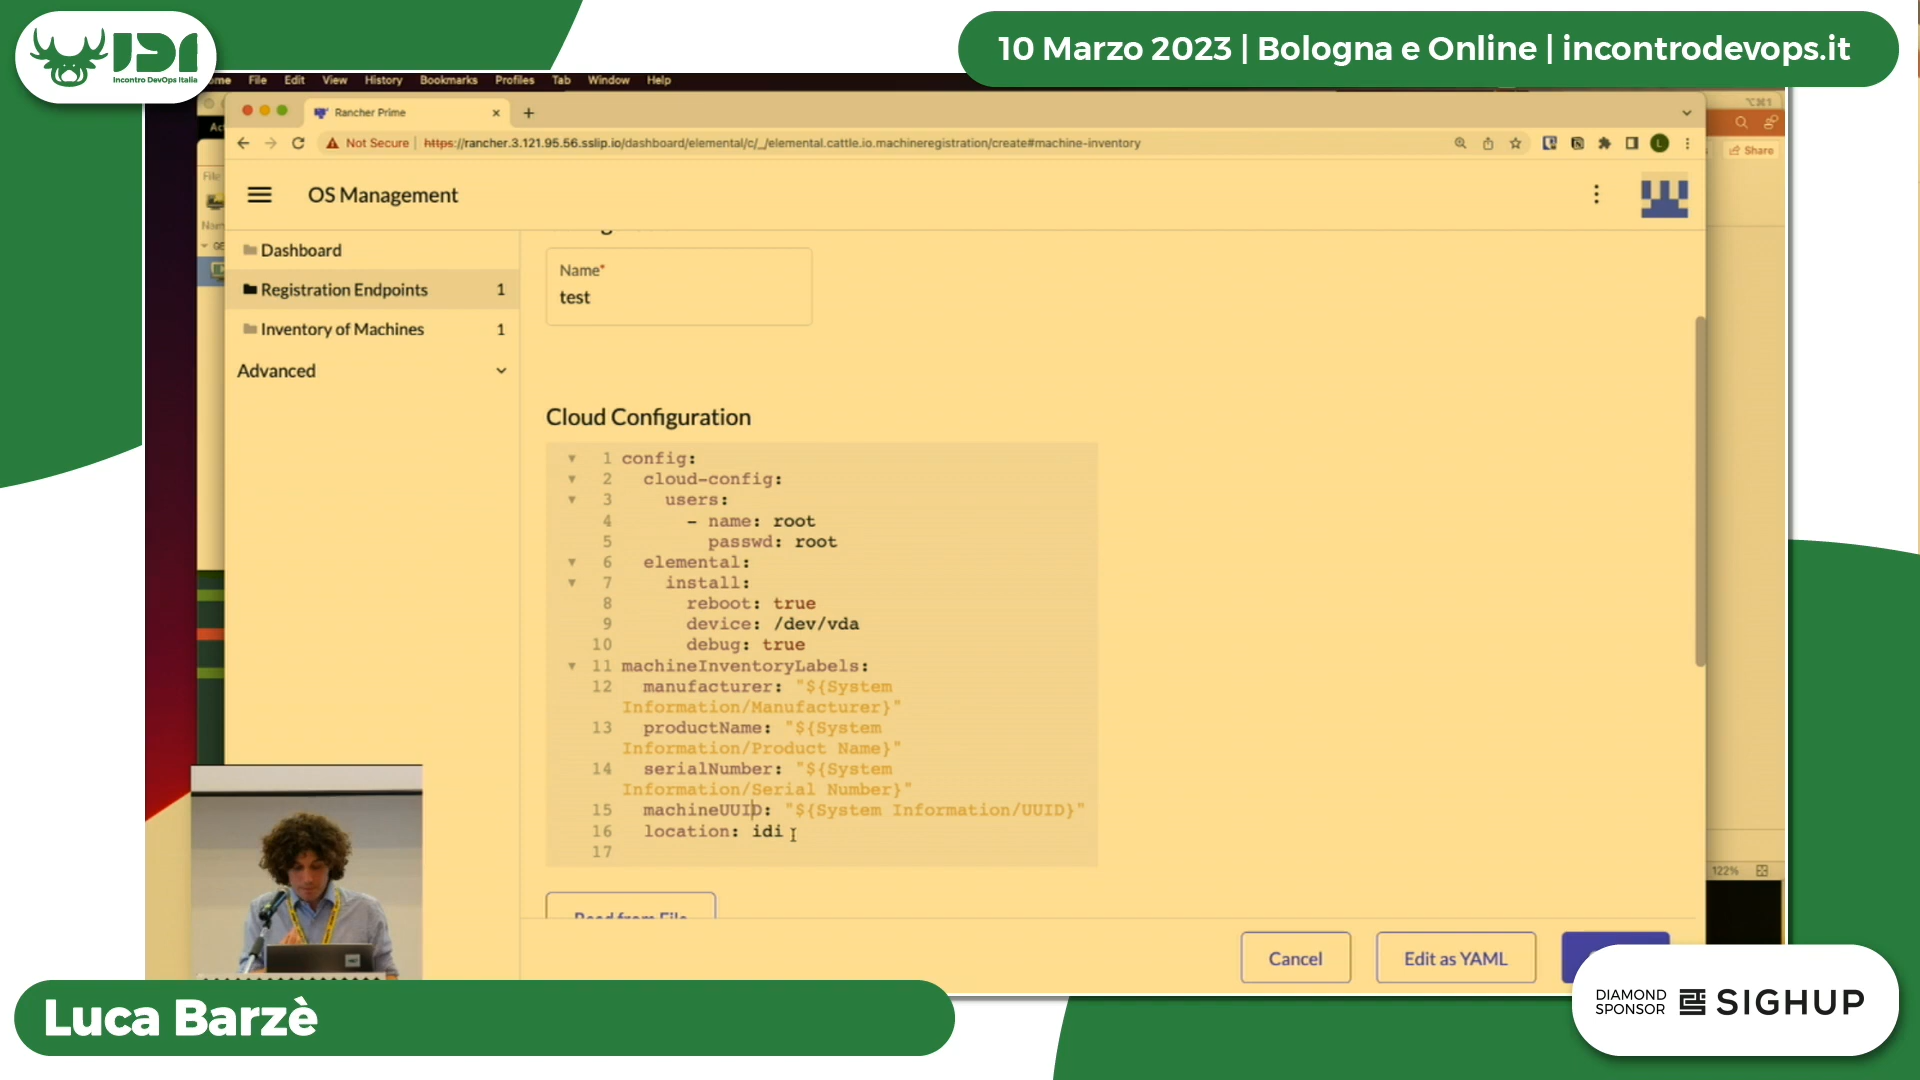 IDI
Incontro DevOps Italia
10 Marzo 2023 | Bologna e Online | incontrodevops.it
File Edit View History Bookmarks Profiles Tab Window Help
Rancher Prime
Not Secure | https://rancher.3.121.95.56.sslip.io/dashboard/elemental/c/_/elemental.cattle.io.machineregistration/create#machine-inventory
Share
OS Management
Dashboard
Registration Endpoints 1
Inventory of Machines 1
Advanced
Name*
test
Cloud Configuration
1 config:
2 cloud-config:
3 users:
4 - name: root
5 passwd: root
6 elemental:
7 install:
8 reboot: true
9 device: /dev/vda
10 debug: true
11 machineInventoryLabels:
12 manufacturer: "${System
Information/Manufacturer}"
13 productName: "${System
Information/Product Name}"
14 serialNumber: "${System
Information/Serial Number}"
15 machineUUID: "${System Information/UUID}"
16 location: idi
17
Read from File
122%
Cancel
Edit as YAML
Luca Barzè
DIAMOND
SPONSOR
SIGHUP